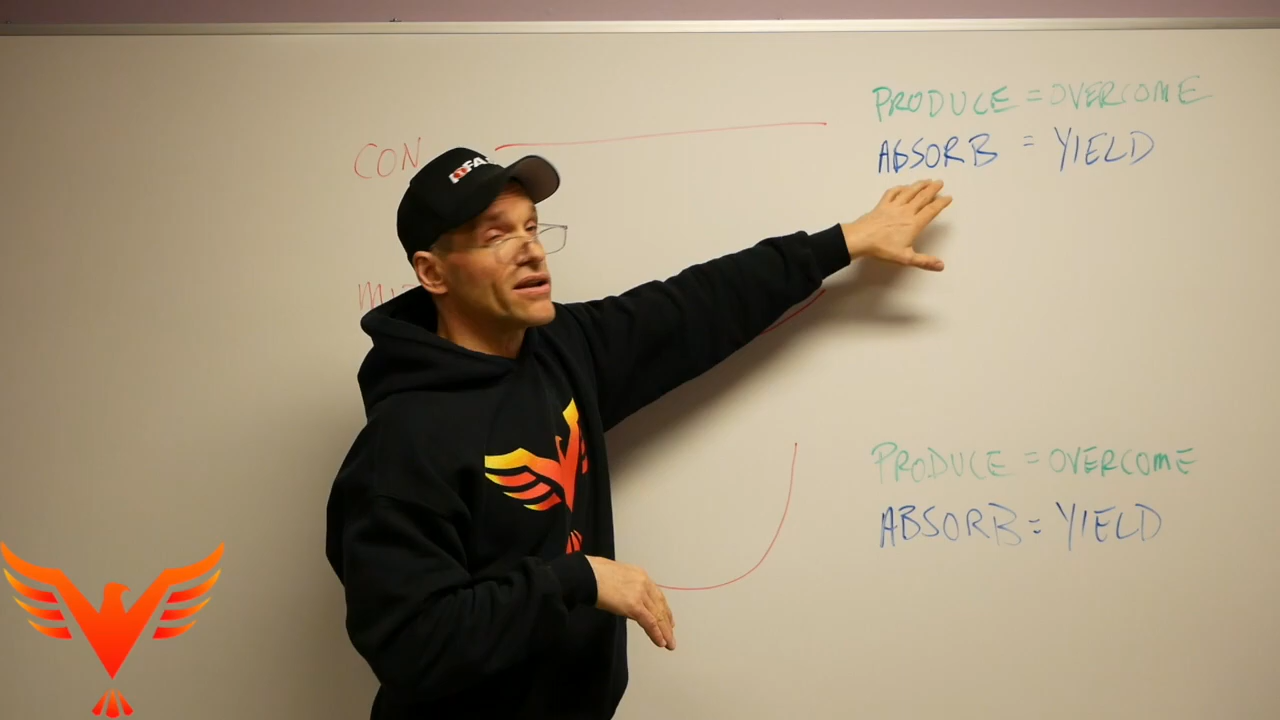 PRODUCE = OVERCOME
ABSORB = YIELD
CON
PRODUCE = OVERCOME
ABSORB = YIELD